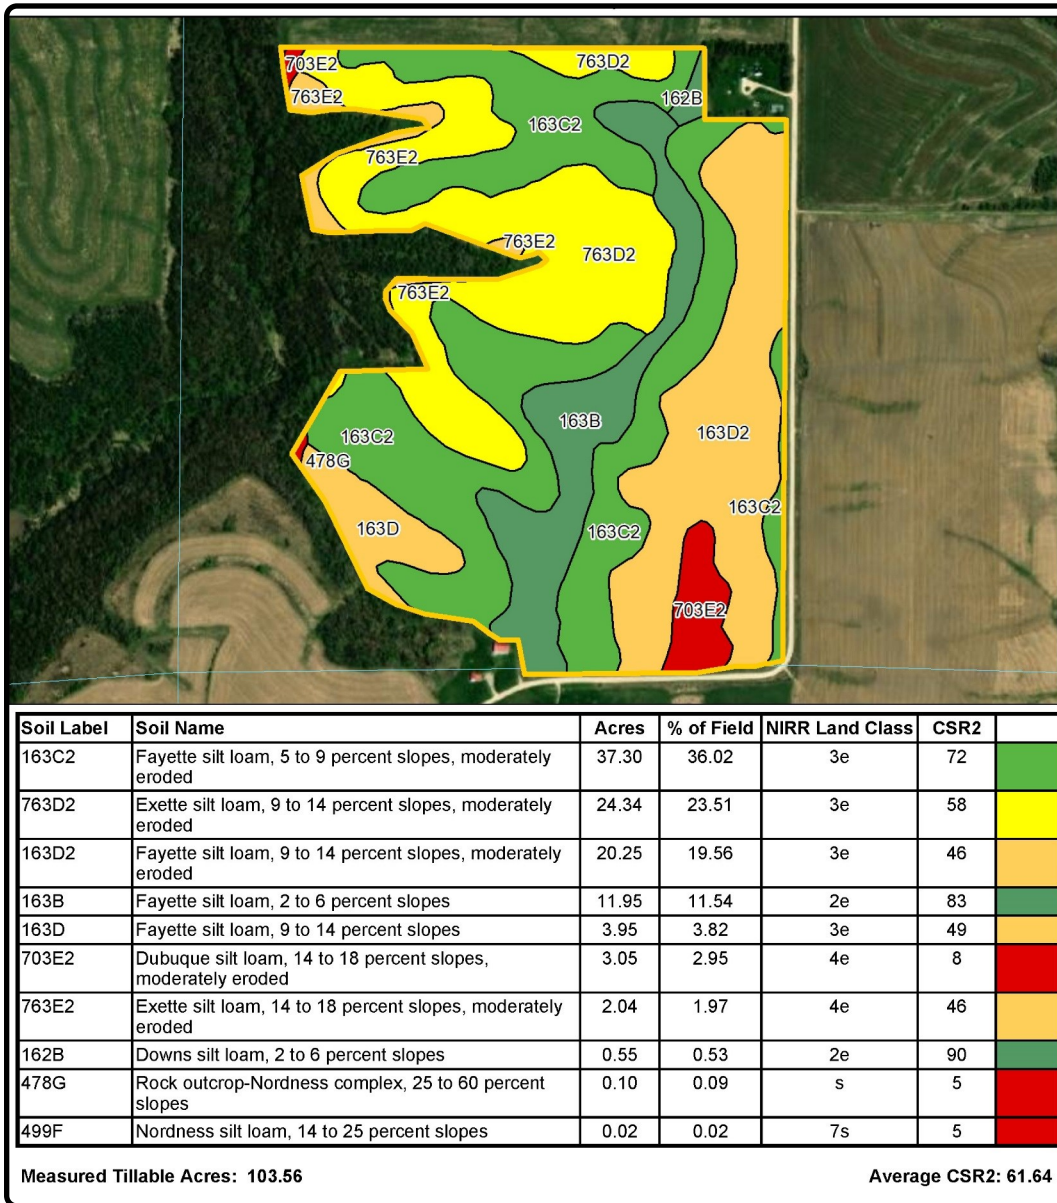 703E2
763D2
763E2
162B
163C2
763E2
763E2
763D2
763E2
163B
163D2
163C2
478G
163C2
163C2
163D
703E2
Soil Label Soil Name Acres % of Field NIRR Land Class CSR2
163C2 Fayette silt loam, 5 to 9 percent slopes, moderately 37.30 36.02 3e 72
eroded
763D2 Exette silt loam, 9 to 14 percent slopes, moderately 24.34 23.51 3e 58
eroded
163D2 Fayette silt loam, 9 to 14 percent slopes, moderately 20.25 19.56 3e 46
eroded
163B Fayette silt loam, 2 to 6 percent slopes 11.95 11.54 2e 83
163D Fayette silt loam, 9 to 14 percent slopes 3.95 3.82 3e 49
703E2 Dubuque silt loam, 14 to 18 percent slopes, 3.05 2.95 4e 8
moderately eroded
763E2 Exette silt loam, 14 to 18 percent slopes, moderately 2.04 1.97 4e 46
eroded
162B Downs silt loam, 2 to 6 percent slopes 0.55 0.53 2e 90
478G Rock outcrop-Nordness complex, 25 to 60 percent 0.10 0.09 s 5
slopes
499F Nordness silt loam, 14 to 25 percent slopes 0.02 0.02 7s 5
Measured Tillable Acres: 103.56 Average CSR2: 61.64